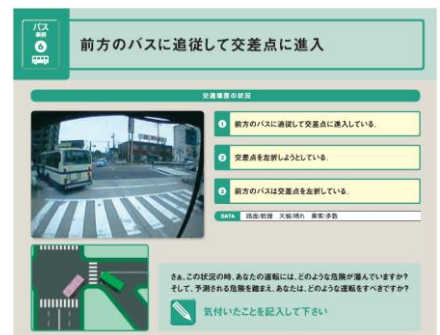 バス
事例
6
前方のバスに追従して交差点に進入
交通場面の状況
1 前方のバスに追従して交差点に進入している.
2 交差点を左折しようとしている.
3 前方のバスは交差点を左折している.
DATA 路面/乾燥 天候/晴れ 乗客/多数
さぁ、この状況の時、あなたの運転には、どのような危険が潜んでいますか?
そして、予測される危険を踏まえ、あなたは、どのような運転をすべきですか?
気付いたことを記入して下さい